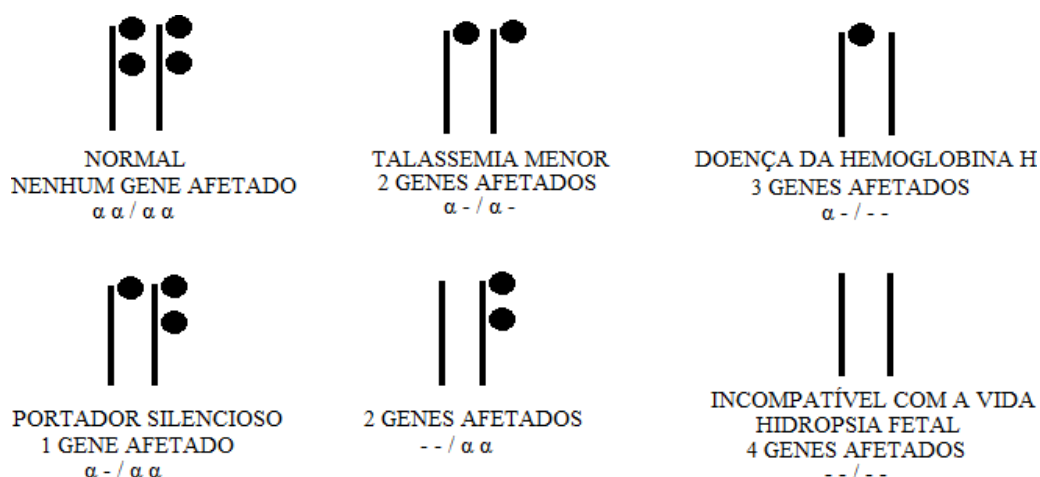 NORMAL
NENHUM GENE AFETADO
α α / α α
TALASSEMIA MENOR
2 GENES AFETADOS
α - / α -
DOENÇA DA HEMOGLOBINA H
3 GENES AFETADOS
α - / - -
PORTADOR SILENCIOSO
1 GENE AFETADO
α - / α α
2 GENES AFETADOS
- - / α α
INCOMPATÍVEL COM A VIDA
HIDROPSIA FETAL
4 GENES AFETADOS
- - / - -